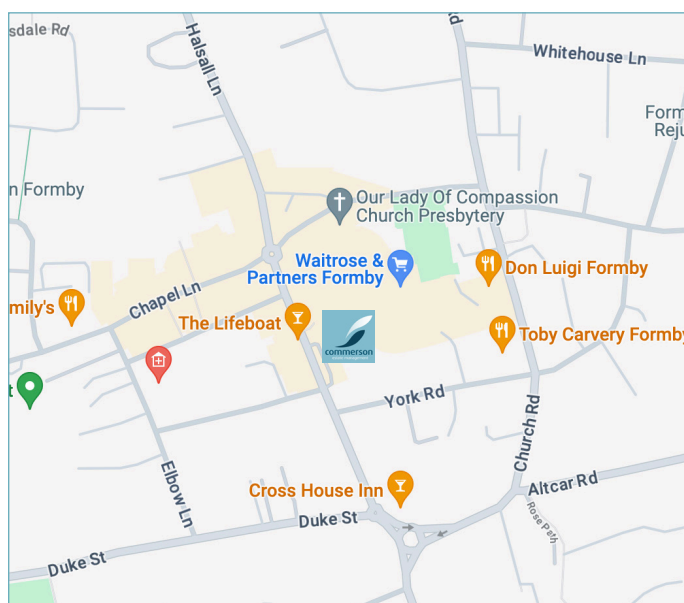 sdale Rd
Halsall Ln
Rd
Whitehouse Ln
Form
Reju
n Formby
Our Lady Of Compassion
Church Presbytery
Waitrose &
Partners Formby
Don Luigi Formby
mily's
Chapel Ln
The Lifeboat
commerson
Toby Carvery Formby
t
York Rd
Church Rd
Elbow Ln
Cross House Inn
Altcar Rd
Rose Path
Duke St
Duke St